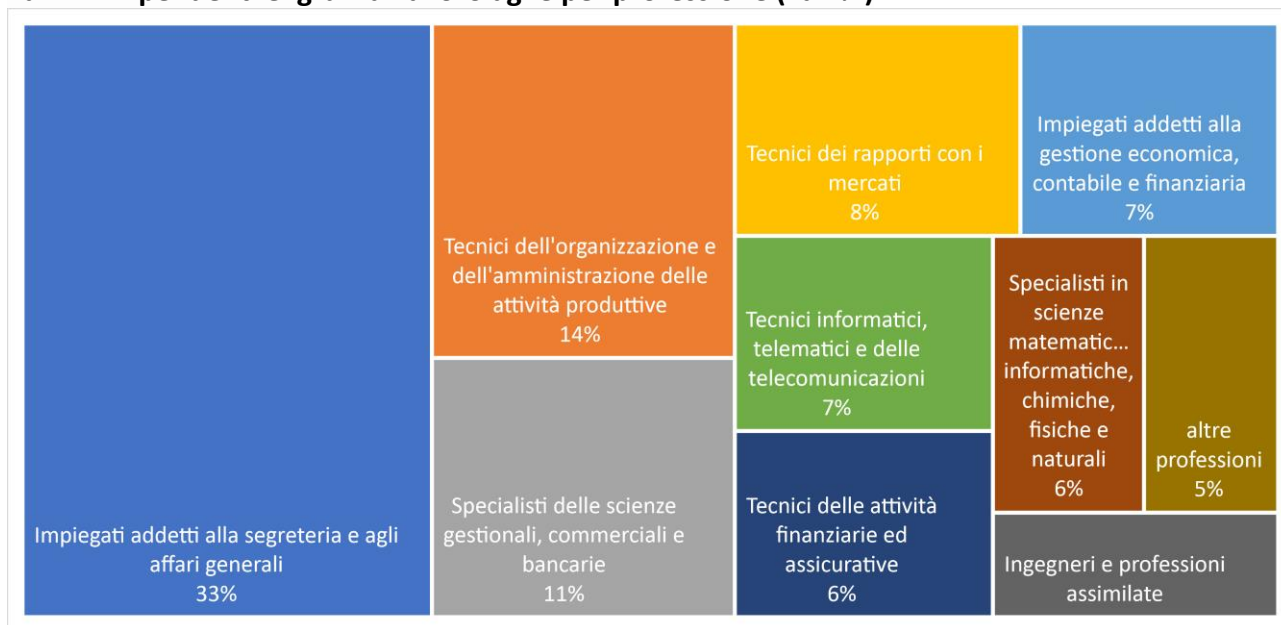 Impiegati addetti alla segreteria e agli
affari generali
33%
Tecnici dell'organizzazione e
dell'amministrazione delle
attività produttive
14%
Specialisti delle scienze
gestionali, commerciali e
bancarie
11%
Tecnici dei rapporti con i
mercati
8%
Impiegati addetti alla
gestione economica,
contabile e finanziaria
7%
Tecnici informatici,
telematici e delle
telecomunicazioni
7%
Tecnici delle attività
finanziarie ed
assicurative
6%
Specialisti in
scienze
matematic...
informatiche,
chimiche,
fisiche e
naturali
6%
altre
professioni
5%
Ingegneri e professioni
assimilate